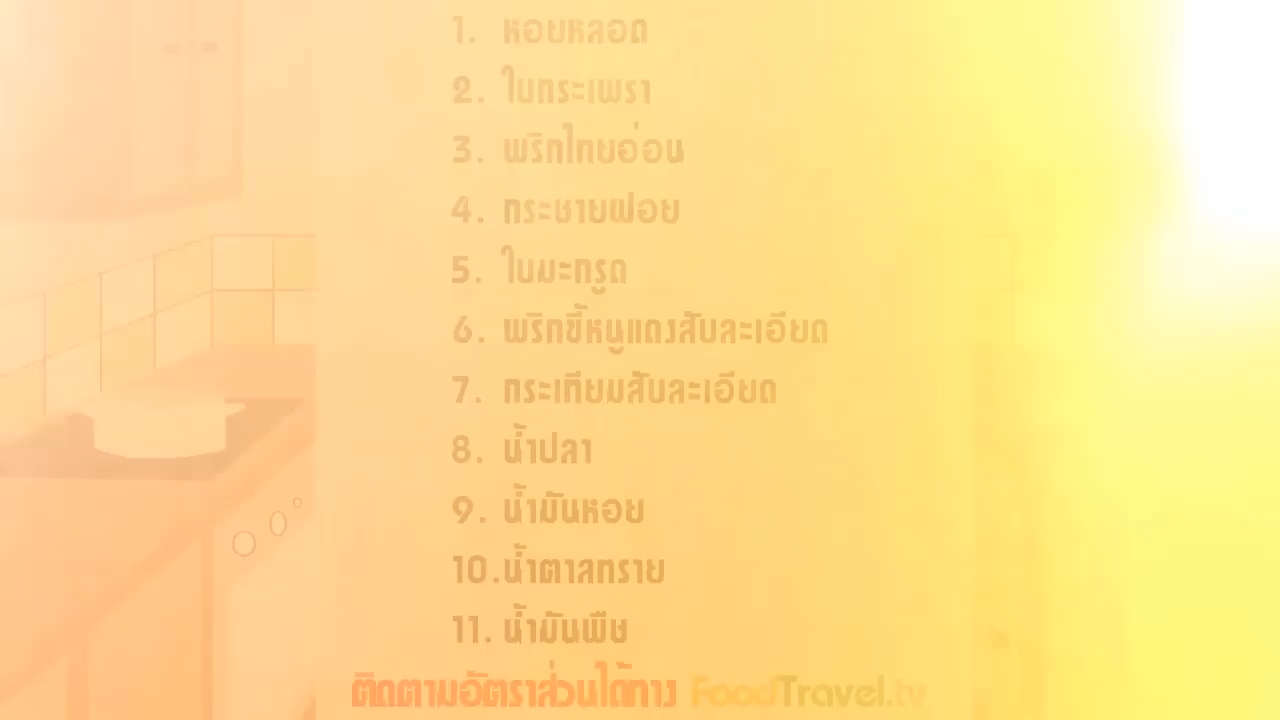 1. หอยหลอด
2. ใบกระเพรา
3. พริกไทยอ่อน
4. กระชายฝอย
5. ใบมะกรูด
6. พริกขี้หนูแดงสับละเอียด
7. กระเทียมสับละเอียด
8. น้ำปลา
9. น้ำมันหอย
10. น้ำตาลทราย
11. น้ำมันพืช
ติดตามอัตราส่วนได้ทาง FoodTravel.tv